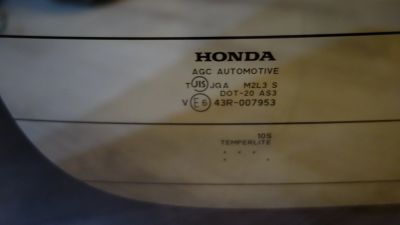 HONDA
AGC AUTOMOTIVE
T JIS JGA M2L3 S
DOT-20 AS3
V E6 43R-007953
10S
TEMPERLITE